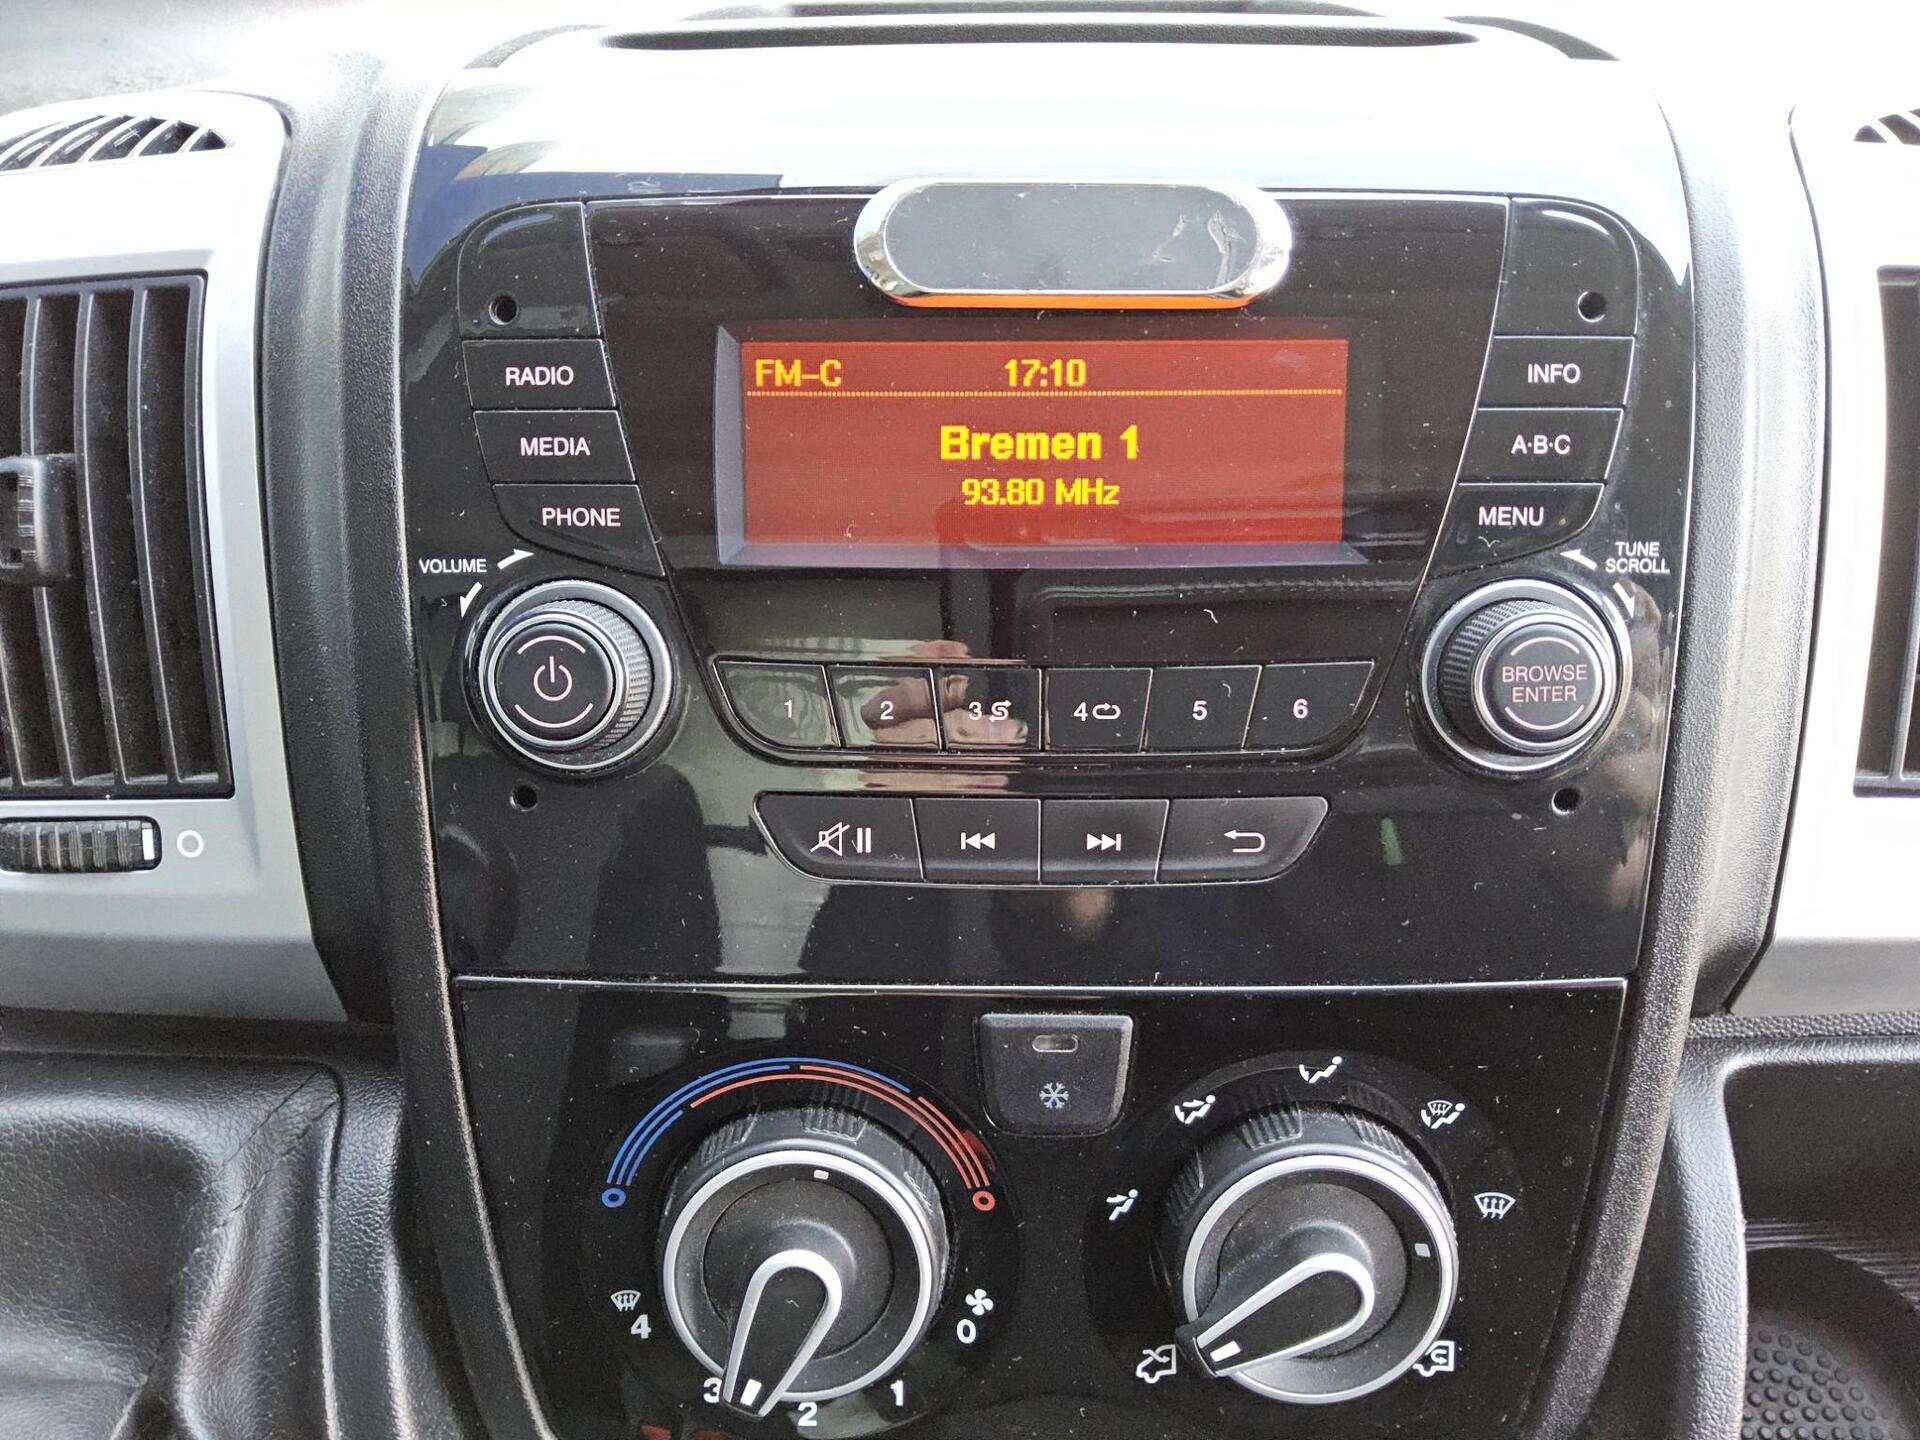 FM-C 17:10
Bremen 1
93.80 MHz
RADIO
MEDIA
PHONE
VOLUME
INFO
A·B·C
MENU
TUNE
SCROLL
BROWSE
ENTER
1 2 3 4 5 6
4 0
3 2 1